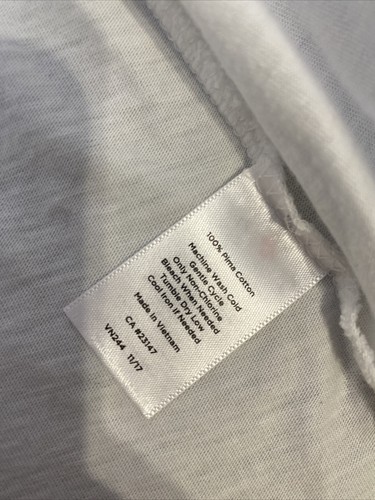 100% Pima Cotton
Machine Wash Cold
Gentle Cycle
Only Non-Chlorine
Bleach When Needed
Tumble Dry Low
Cool Iron if Needed
Made in Vietnam
CA #23147
VN244 11/17